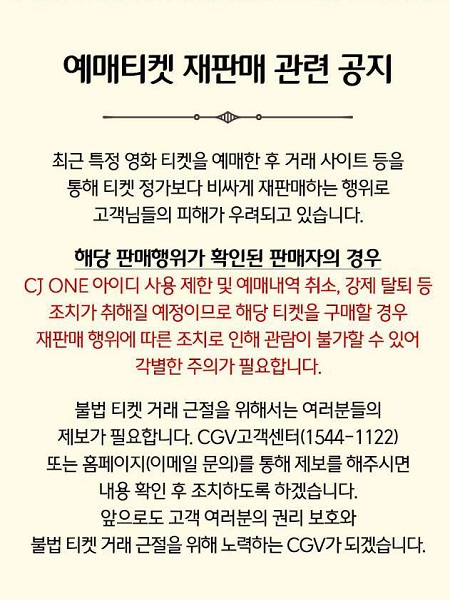 예매티켓 재판매 관련 공지
최근 특정 영화 티켓을 예매한 후 거래 사이트 등을
통해 티켓 정가보다 비싸게 재판매하는 행위로
고객님들의 피해가 우려되고 있습니다.
해당 판매행위가 확인된 판매자의 경우
CJ ONE 아이디 사용 제한 및 예매내역 취소, 강제 탈퇴 등
조치가 취해질 예정이므로 해당 티켓을 구매할 경우
재판매 행위에 따른 조치로 인해 관람이 불가할 수 있어
각별한 주의가 필요합니다.
불법 티켓 거래 근절을 위해서는 여러분들의
제보가 필요합니다. CGV고객센터(1544-1122)
또는 홈페이지(이메일 문의)를 통해 제보를 해주시면
내용 확인 후 조치하도록 하겠습니다.
앞으로도 고객 여러분의 권리 보호와
불법 티켓 거래 근절을 위해 노력하는 CGV가 되겠습니다.